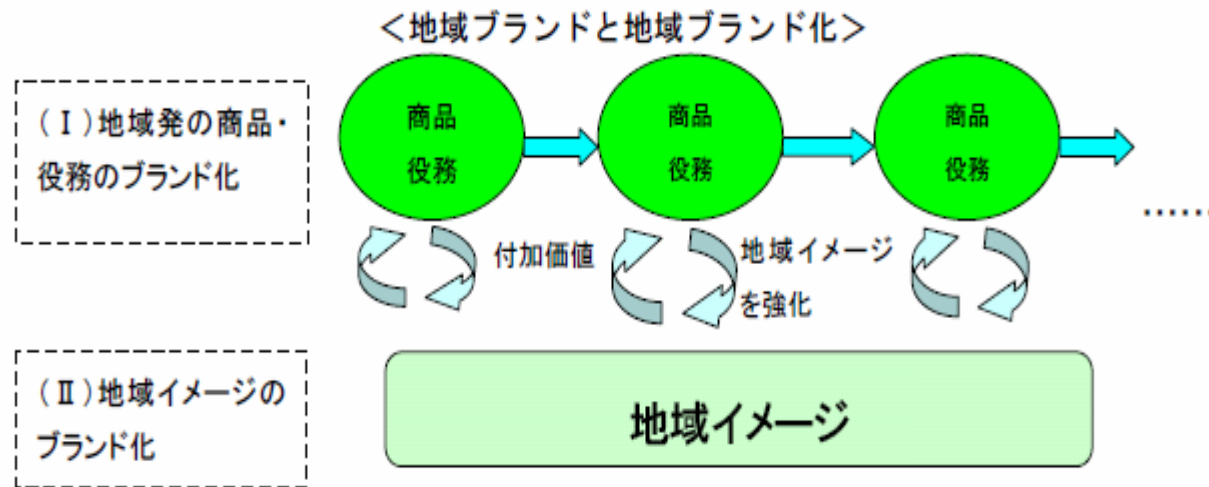 ＜地域ブランドと地域ブランド化＞
（Ⅰ）地域発の商品・
役務のブランド化
商品
役務
商品
役務
商品
役務
......
付加価値
地域イメージ
を強化
（Ⅱ）地域イメージの
ブランド化
地域イメージ